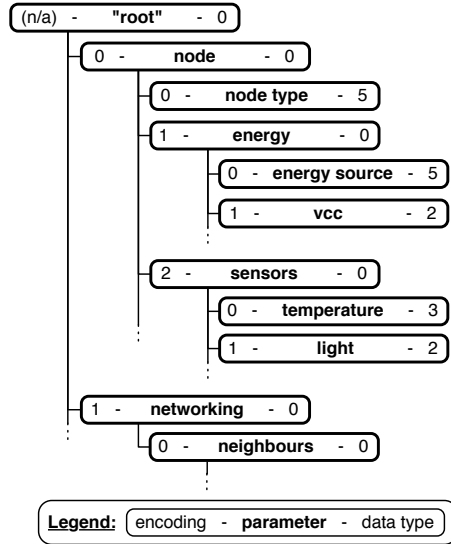 (n/a) - "root" - 0
0 - node - 0
0 - node type - 5
1 - energy - 0
0 - energy source - 5
1 - vcc - 2
2 - sensors - 0
0 - temperature - 3
1 - light - 2
1 - networking - 0
0 - neighbours - 0
Legend: encoding - parameter - data type